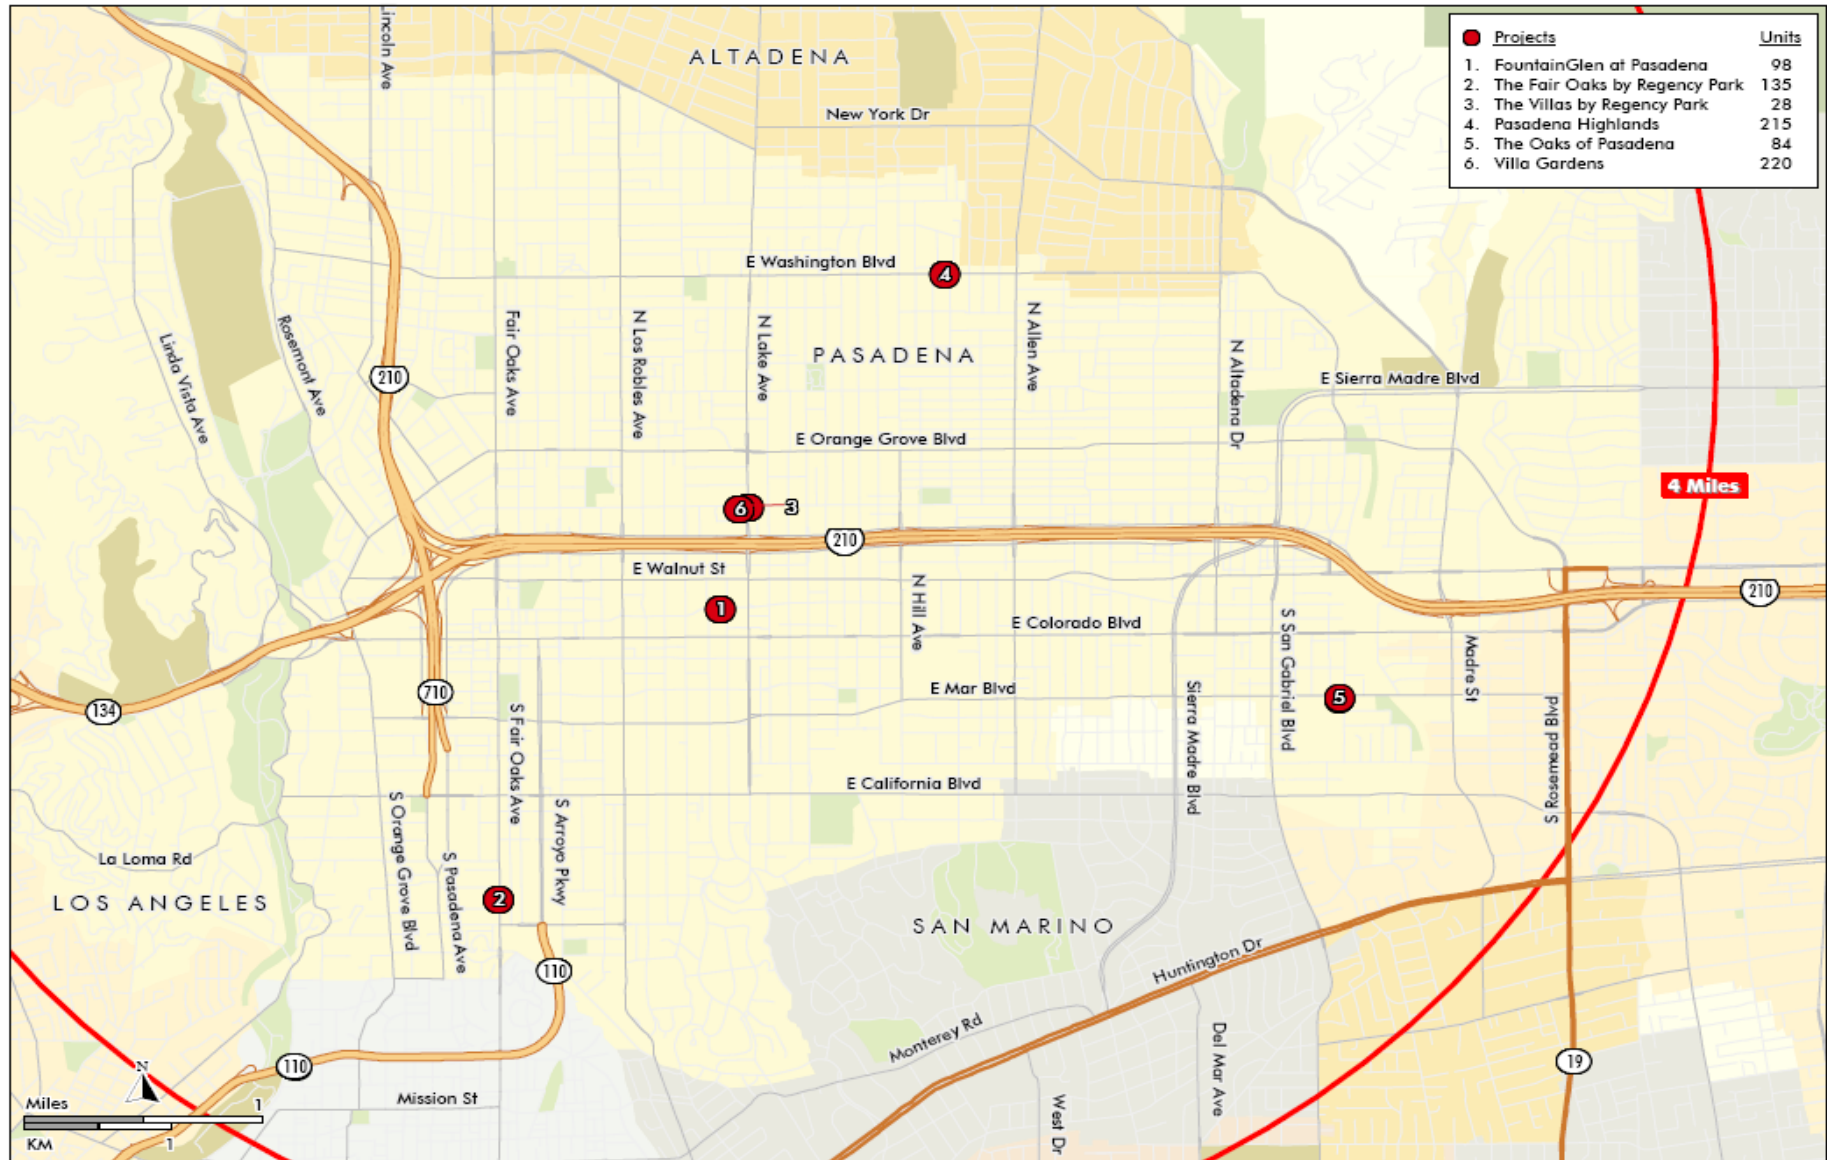 Projects Units
1. FountainGlen at Pasadena 98
2. The Fair Oaks by Regency Park 135
3. The Villas by Regency Park 28
4. Pasadena Highlands 215
5. The Oaks of Pasadena 84
6. Villa Gardens 220
Lincoln Ave
ALTADENA
New York Dr
E Washington Blvd
4
Linda Vista Ave
Rosemont Ave
Fair Oaks Ave
N Los Robles Ave
N Lake Ave
PASADENA
N Allen Ave
N Altadena Dr
E Sierra Madre Blvd
210
E Orange Grove Blvd
4 Miles
6
3
210
E Walnut St
210
1
N Hill Ave
E Colorado Blvd
S San Gabriel Blvd
Madre St
134
710
S Fair Oaks Ave
E Mar Blvd
Sierra Madre Blvd
5
S Rosemead Blvd
E California Blvd
S Orange Grove Blvd
S Pasadena Ave
S Arroyo Pkwy
La Loma Rd
LOS ANGELES
2
SAN MARINO
Huntington Dr
110
Monterey Rd
Del Mar Ave
110
19
N
Miles 1
KM 1
Mission St
West Dr